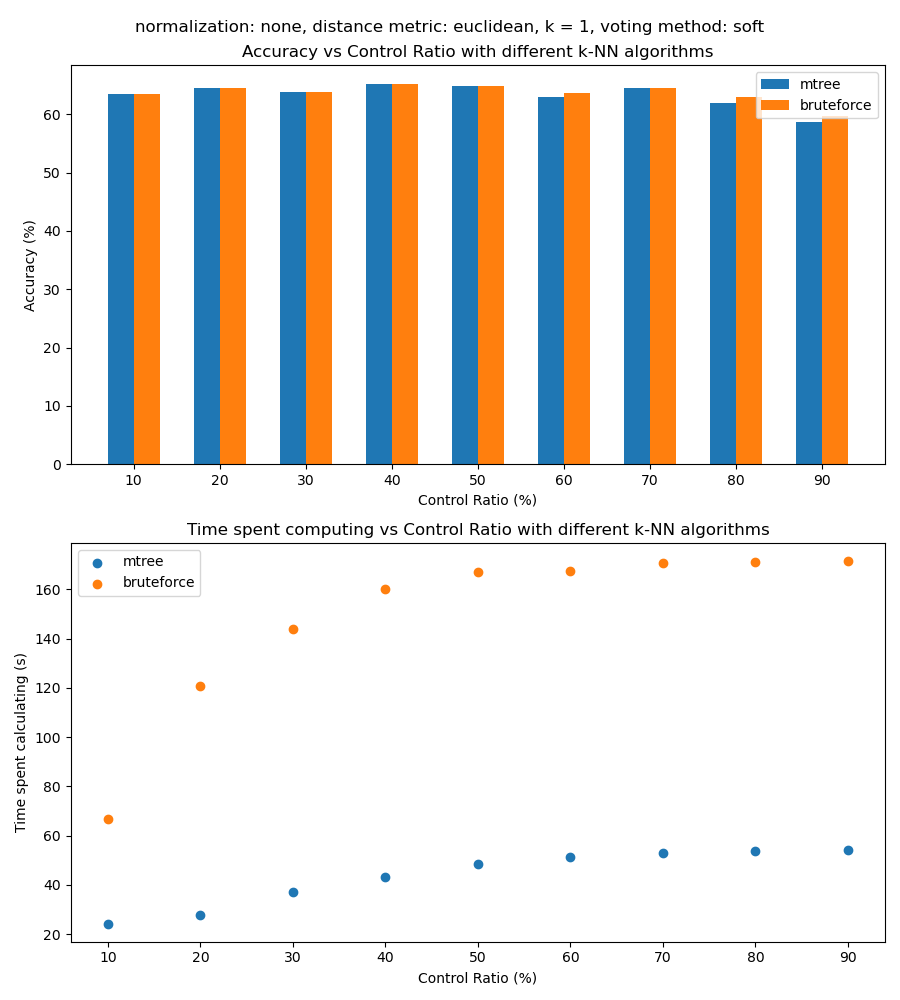 normalization: none, distance metric: euclidean, k = 1, voting method: soft
Accuracy vs Control Ratio with different k-NN algorithms
mtree
bruteforce
Accuracy (%)
60
50
40
30
20
10
0
10 20 30 40 50 60 70 80 90
Control Ratio (%)
Time spent computing vs Control Ratio with different k-NN algorithms
mtree
bruteforce
Time spent calculating (s)
160
140
120
100
80
60
40
20
10 20 30 40 50 60 70 80 90
Control Ratio (%)